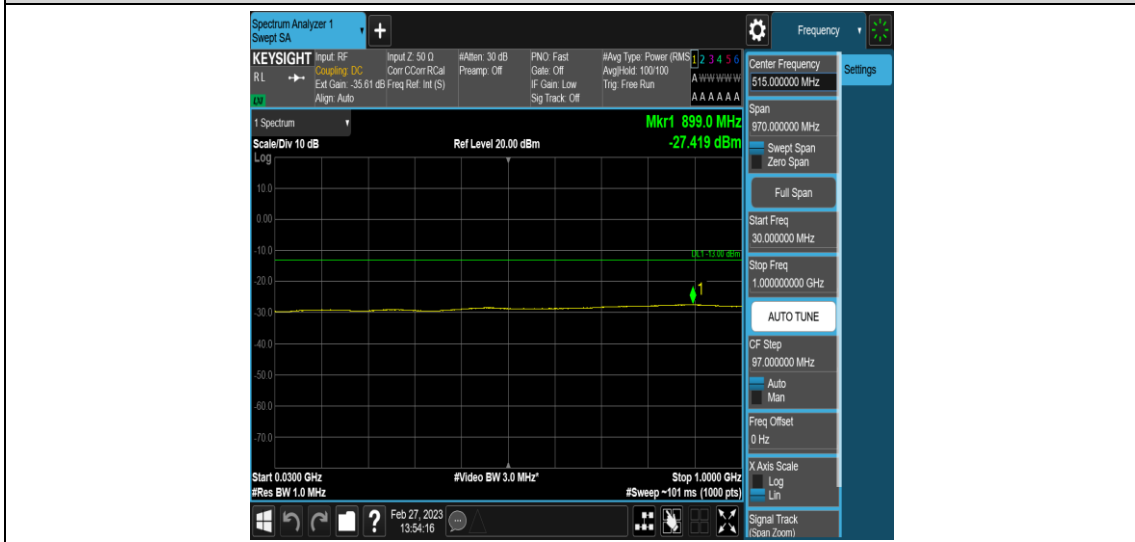 Spectrum Analyzer 1
Swept SA
+
Frequency
KEYSIGHT
Input: RF
Coupling: DC
Ext Gain: -35.61 dB
Align: Auto
Input Z: 50 Ω
Corr CCorr RCal
Freq Ref: Int (S)
#Atten: 30 dB
Preamp: Off
PNO: Fast
Gate: Off
IF Gain: Low
Sig Track: Off
#Avg Type: Power (RMS
Avg|Hold: 100/100
Trig: Free Run
1 2 3 4 5 6
A W W W W W
A A A A A A
R L
LXI
1 Spectrum
Scale/Div 10 dB
Ref Level 20.00 dBm
Mkr1 899.0 MHz
-27.419 dBm
Log
10.0
0.00
-10.0
-20.0
-30.0
-40.0
-50.0
-60.0
-70.0
DL1 -13.00 dBm
1
Start 0.0300 GHz
#Video BW 3.0 MHz*
Stop 1.0000 GHz
#Res BW 1.0 MHz
#Sweep ~101 ms (1000 pts)
Center Frequency
515.000000 MHz
Settings
Span
970.000000 MHz
Swept Span
Zero Span
Full Span
Start Freq
30.000000 MHz
Stop Freq
1.000000000 GHz
AUTO TUNE
CF Step
97.000000 MHz
Auto
Man
Freq Offset
0 Hz
X Axis Scale
Log
Lin
Signal Track
(Span Zoom)
?
Feb 27, 2023
13:54:16